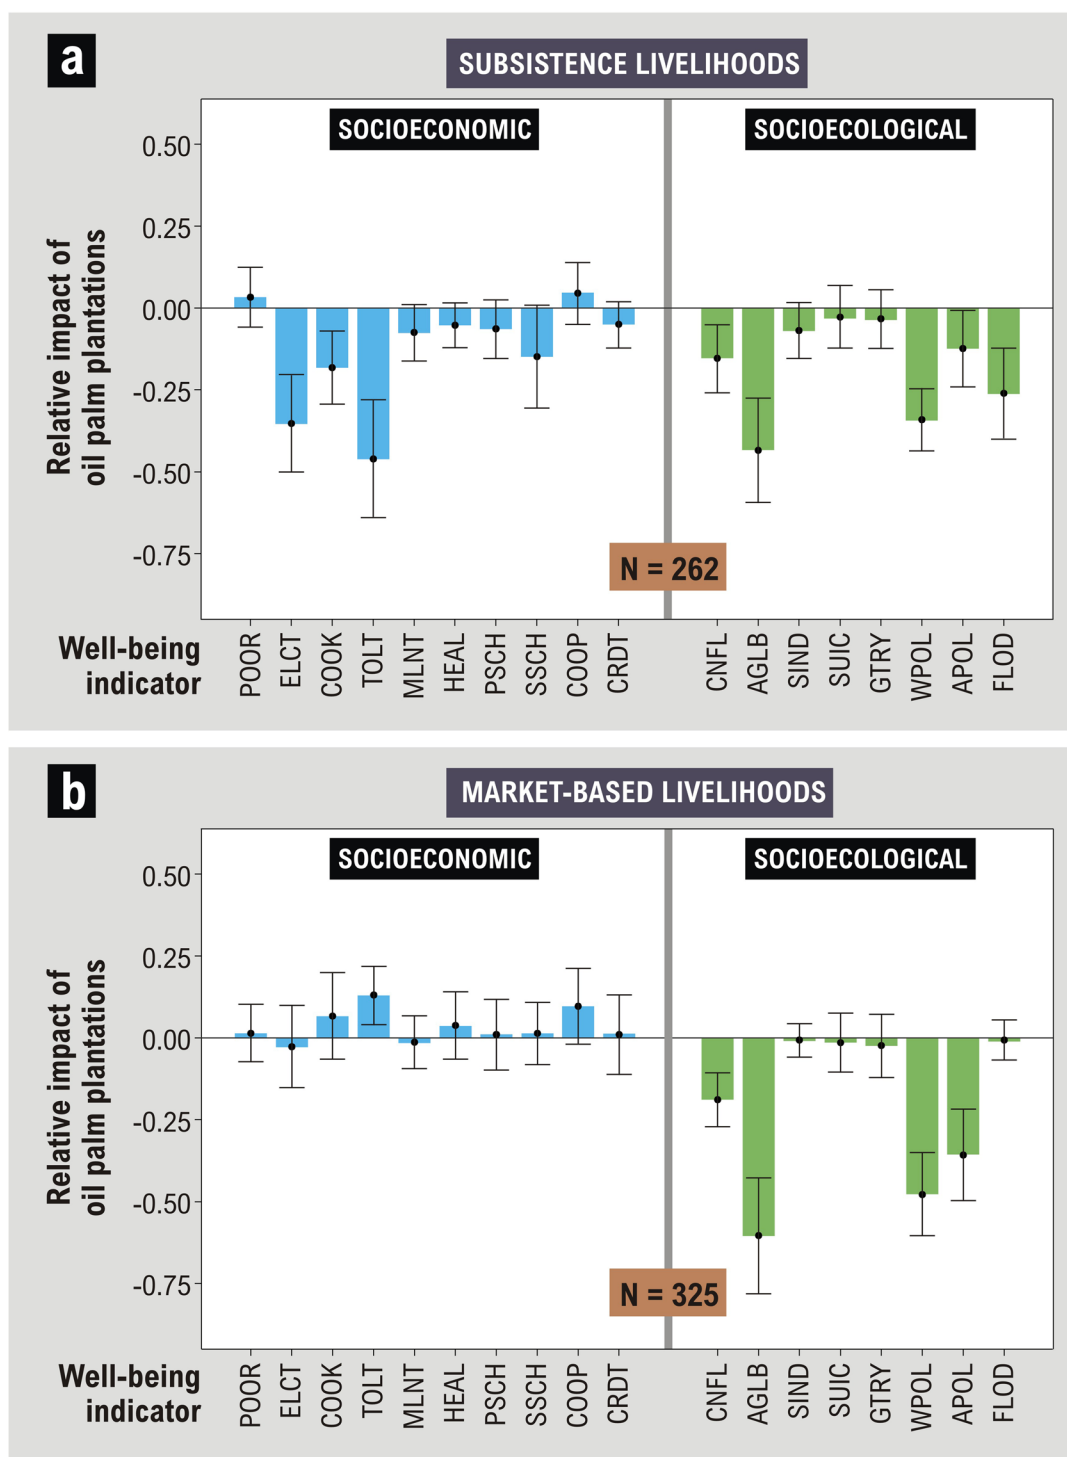 a
SUBSISTENCE LIVELIHOODS
SOCIOECONOMIC
SOCIOECOLOGICAL
0.50
0.25
0.00
-0.25
-0.50
-0.75
Relative impact of
oil palm plantations
N = 262
Well-being
indicator
POOR
ELCT
COOK
TOLT
MLNT
HEAL
PSCH
SSCH
COOP
CRDT
CNFL
AGLB
SIND
SUIC
GTRY
WPOL
APOL
FLOD
b
MARKET-BASED LIVELIHOODS
SOCIOECONOMIC
SOCIOECOLOGICAL
0.50
0.25
0.00
-0.25
-0.50
-0.75
Relative impact of
oil palm plantations
N = 325
Well-being
indicator
POOR
ELCT
COOK
TOLT
MLNT
HEAL
PSCH
SSCH
COOP
CRDT
CNFL
AGLB
SIND
SUIC
GTRY
WPOL
APOL
FLOD